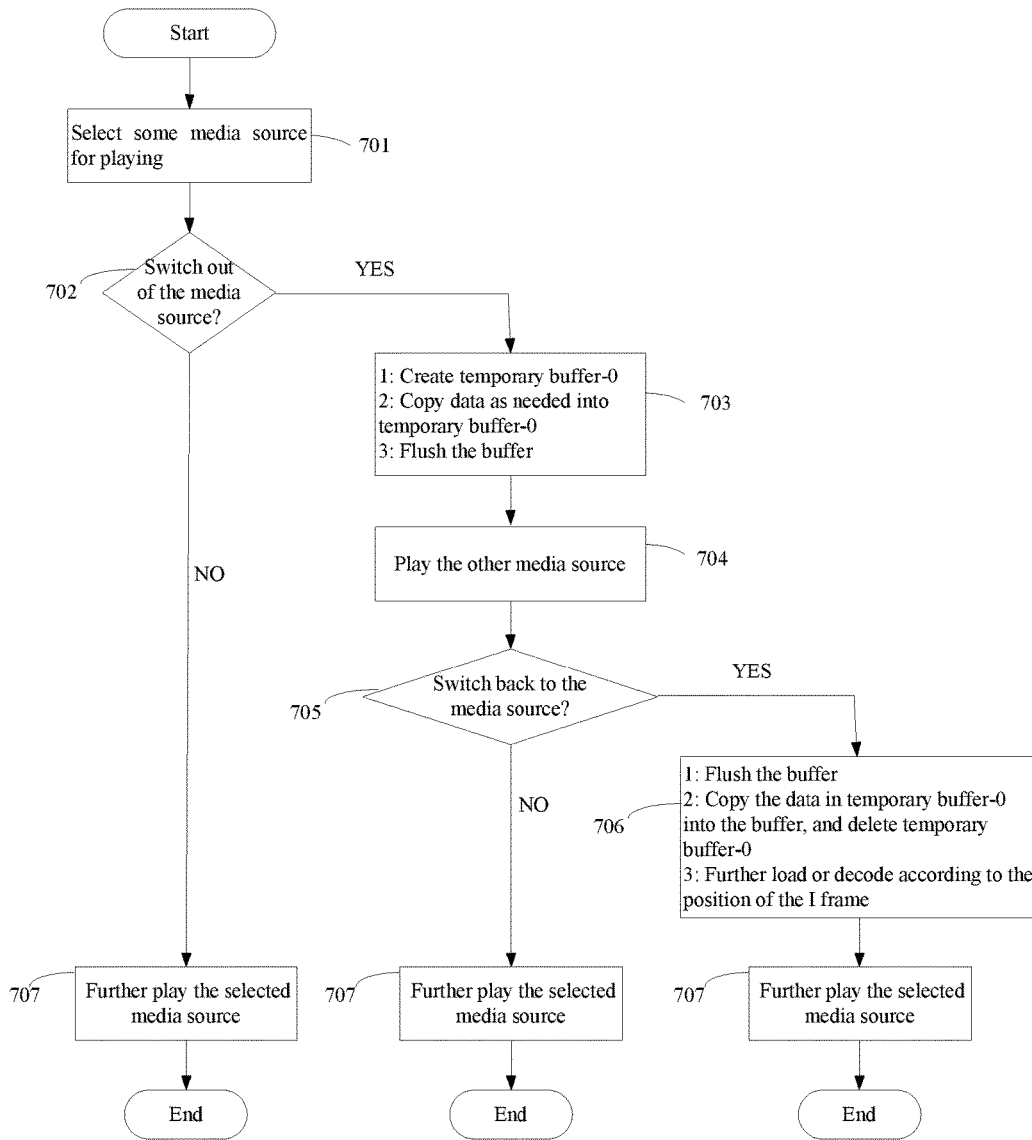 Start
Select some media source
for playing
701
702
Switch out
of the media
source?
YES
NO
1: Create temporary buffer-0
2: Copy data as needed into
temporary buffer-0
3: Flush the buffer
703
Play the other media source
704
705
Switch back to the
media source?
YES
NO
1: Flush the buffer
2: Copy the data in temporary buffer-0
into the buffer, and delete temporary
buffer-0
3: Further load or decode according to the
position of the I frame
706
707
Further play the selected
media source
707
Further play the selected
media source
707
Further play the selected
media source
End
End
End